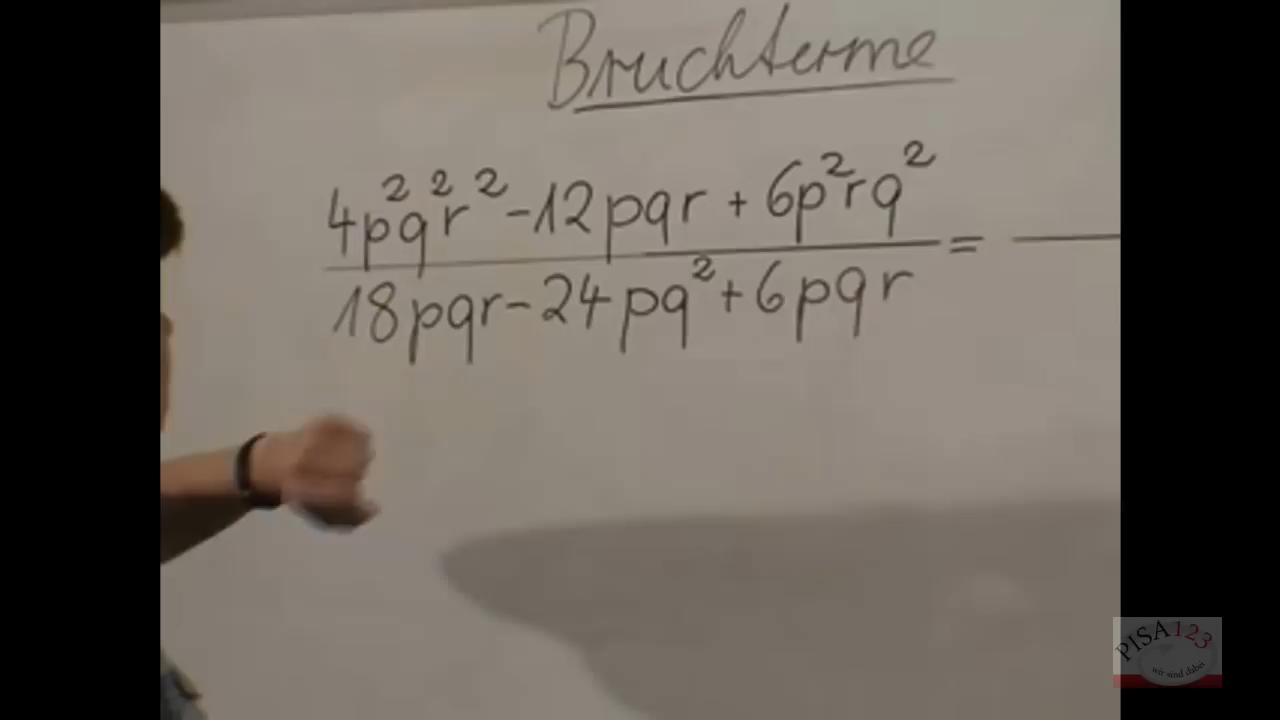 Bruchterme
4p²q²r² - 12pqr + 6p²rq² =
18pqr - 24pq² + 6pqr
PISA123
wir sind dabei